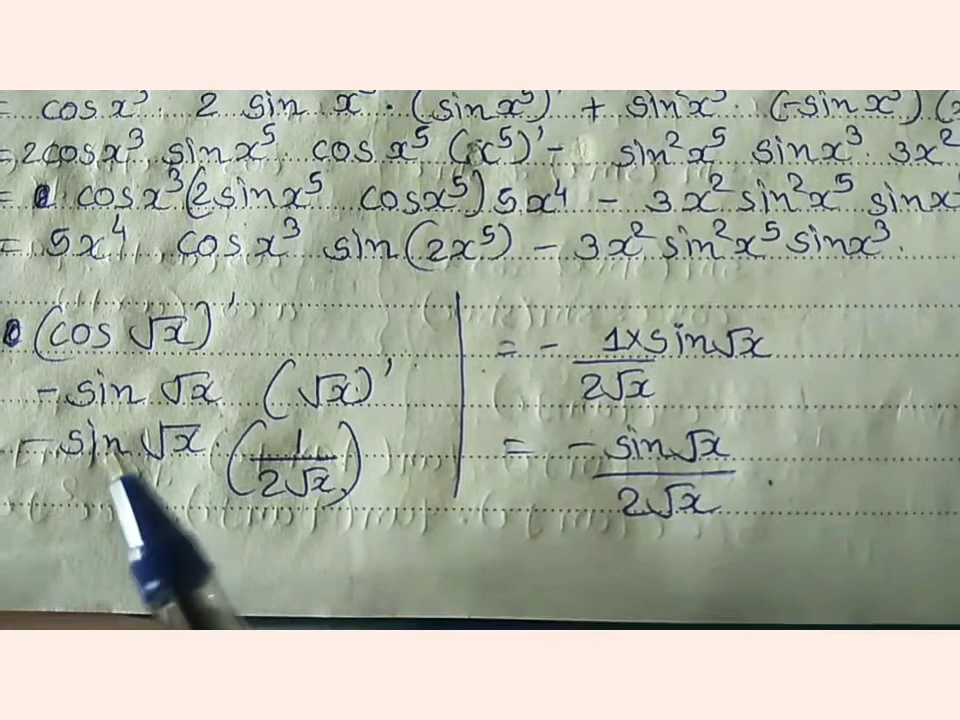 = cos x³ 2 sin x⁵ . (sin x⁵)' + sin²x⁵ . (-sin x³) (
= 2cos x³ sin x⁵ cos x⁵ (x⁵)' - sin²x⁵ sin x³ 3x²
= cos x³(2 sin x⁵ cos x⁵) 5x⁴ - 3x² sin²x⁵ sin x
= 5x⁴ cos x³ sin(2x⁵) - 3x² sin²x⁵ sin x³.
(cos √x)'
- sin √x (√x)'
- sin √x (1/2√x)
= - 1×sin√x/2√x
= - sin√x/2√x